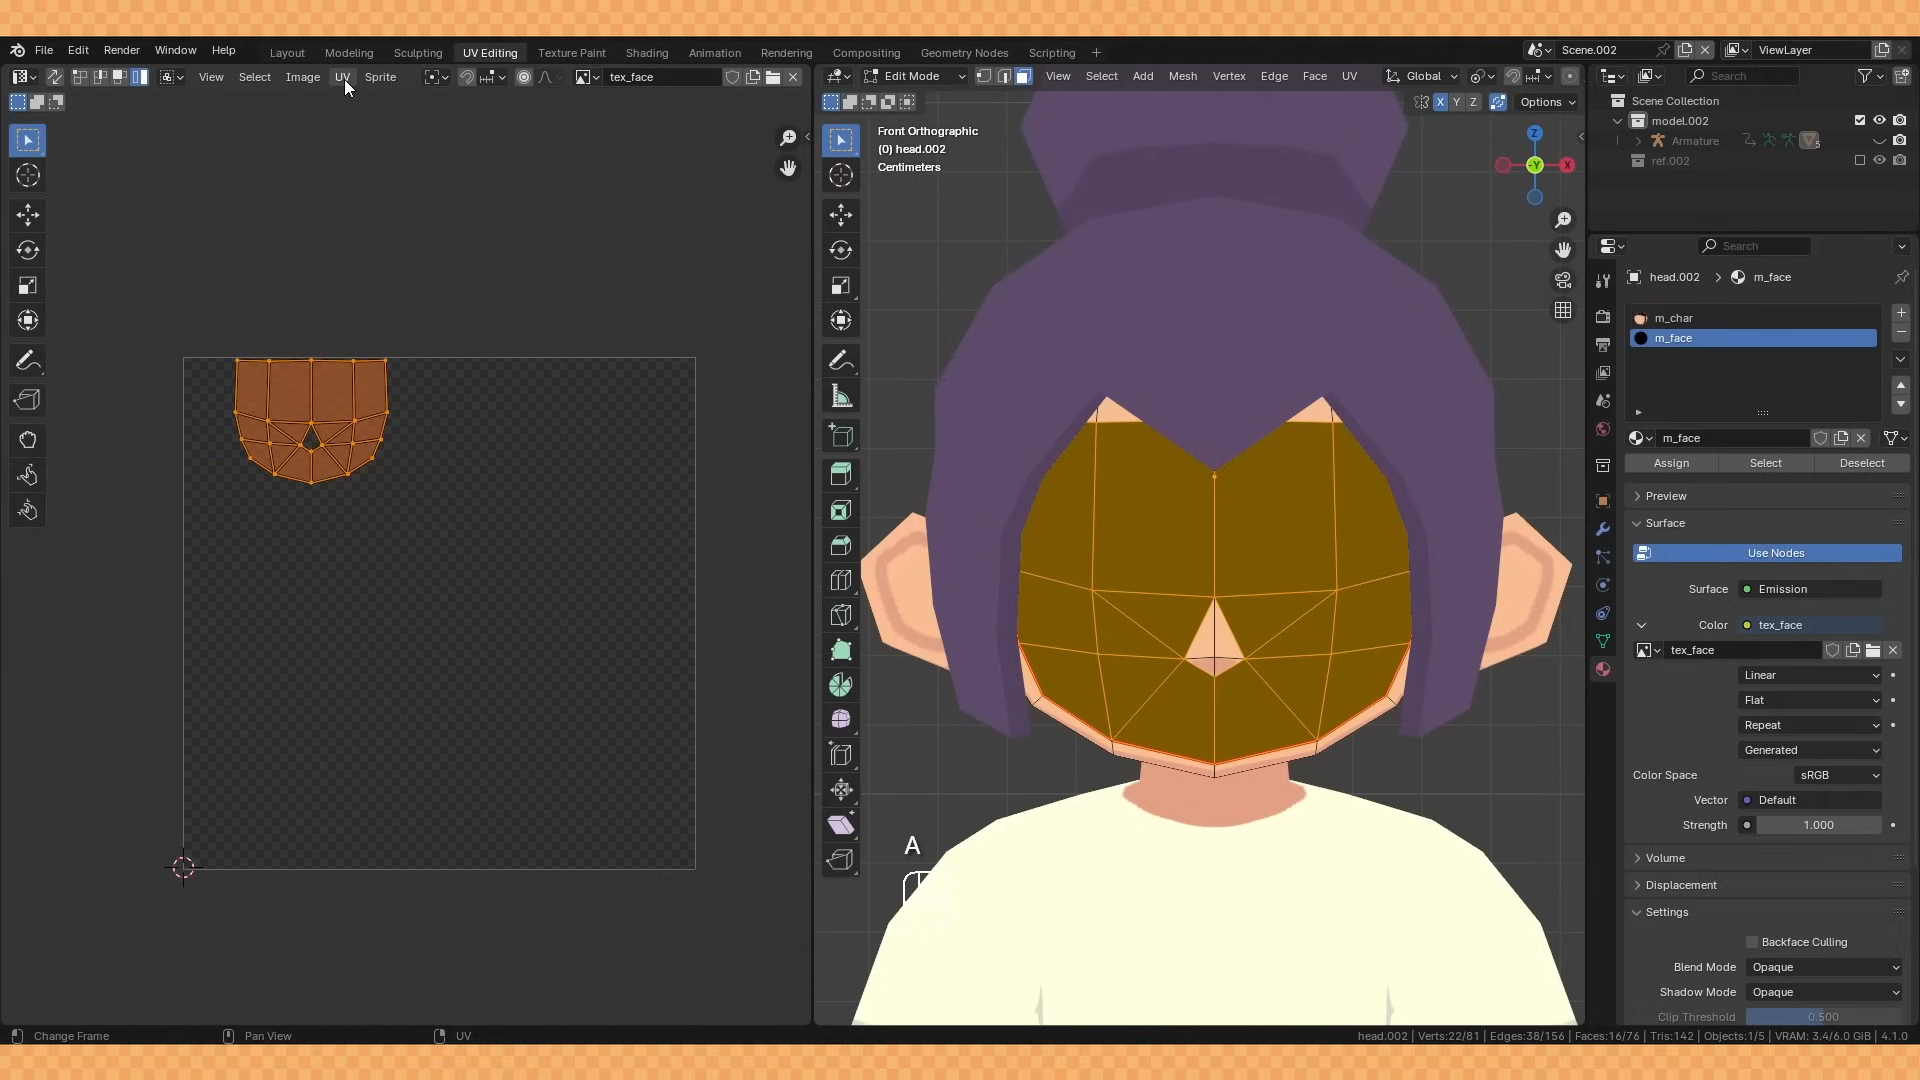 File Edit Render Window Help Layout Modeling Sculpting UV Editing Texture Paint Shading Animation Rendering Compositing Geometry Nodes Scripting + Scene.002 ViewLayer
View Select Image UV Sprite tex_face Edit Mode View Select Add Mesh Vertex Edge Face UV Global Search
X Y Z Options
Scene Collection
model.002
Armature 5
ref.002
Front Orthographic
(0) head.002
Centimeters
Z
-Y
X
Search
head.002 > m_face
m_char
m_face
m_face
Assign Select Deselect
Preview
Surface
Use Nodes
Surface Emission
Color tex_face
tex_face
Linear
Flat
Repeat
Generated
Color Space sRGB
Vector Default
Strength 1.000
Volume
Displacement
Settings
Backface Culling
Blend Mode Opaque
Shadow Mode Opaque
Clip Threshold 0.500
A
Change Frame Pan View UV head.002 | Verts:22/81 | Edges:38/156 | Faces:16/76 | Tris:142 | Objects:1/5 | VRAM: 3.4/6.0 GiB | 4.1.0